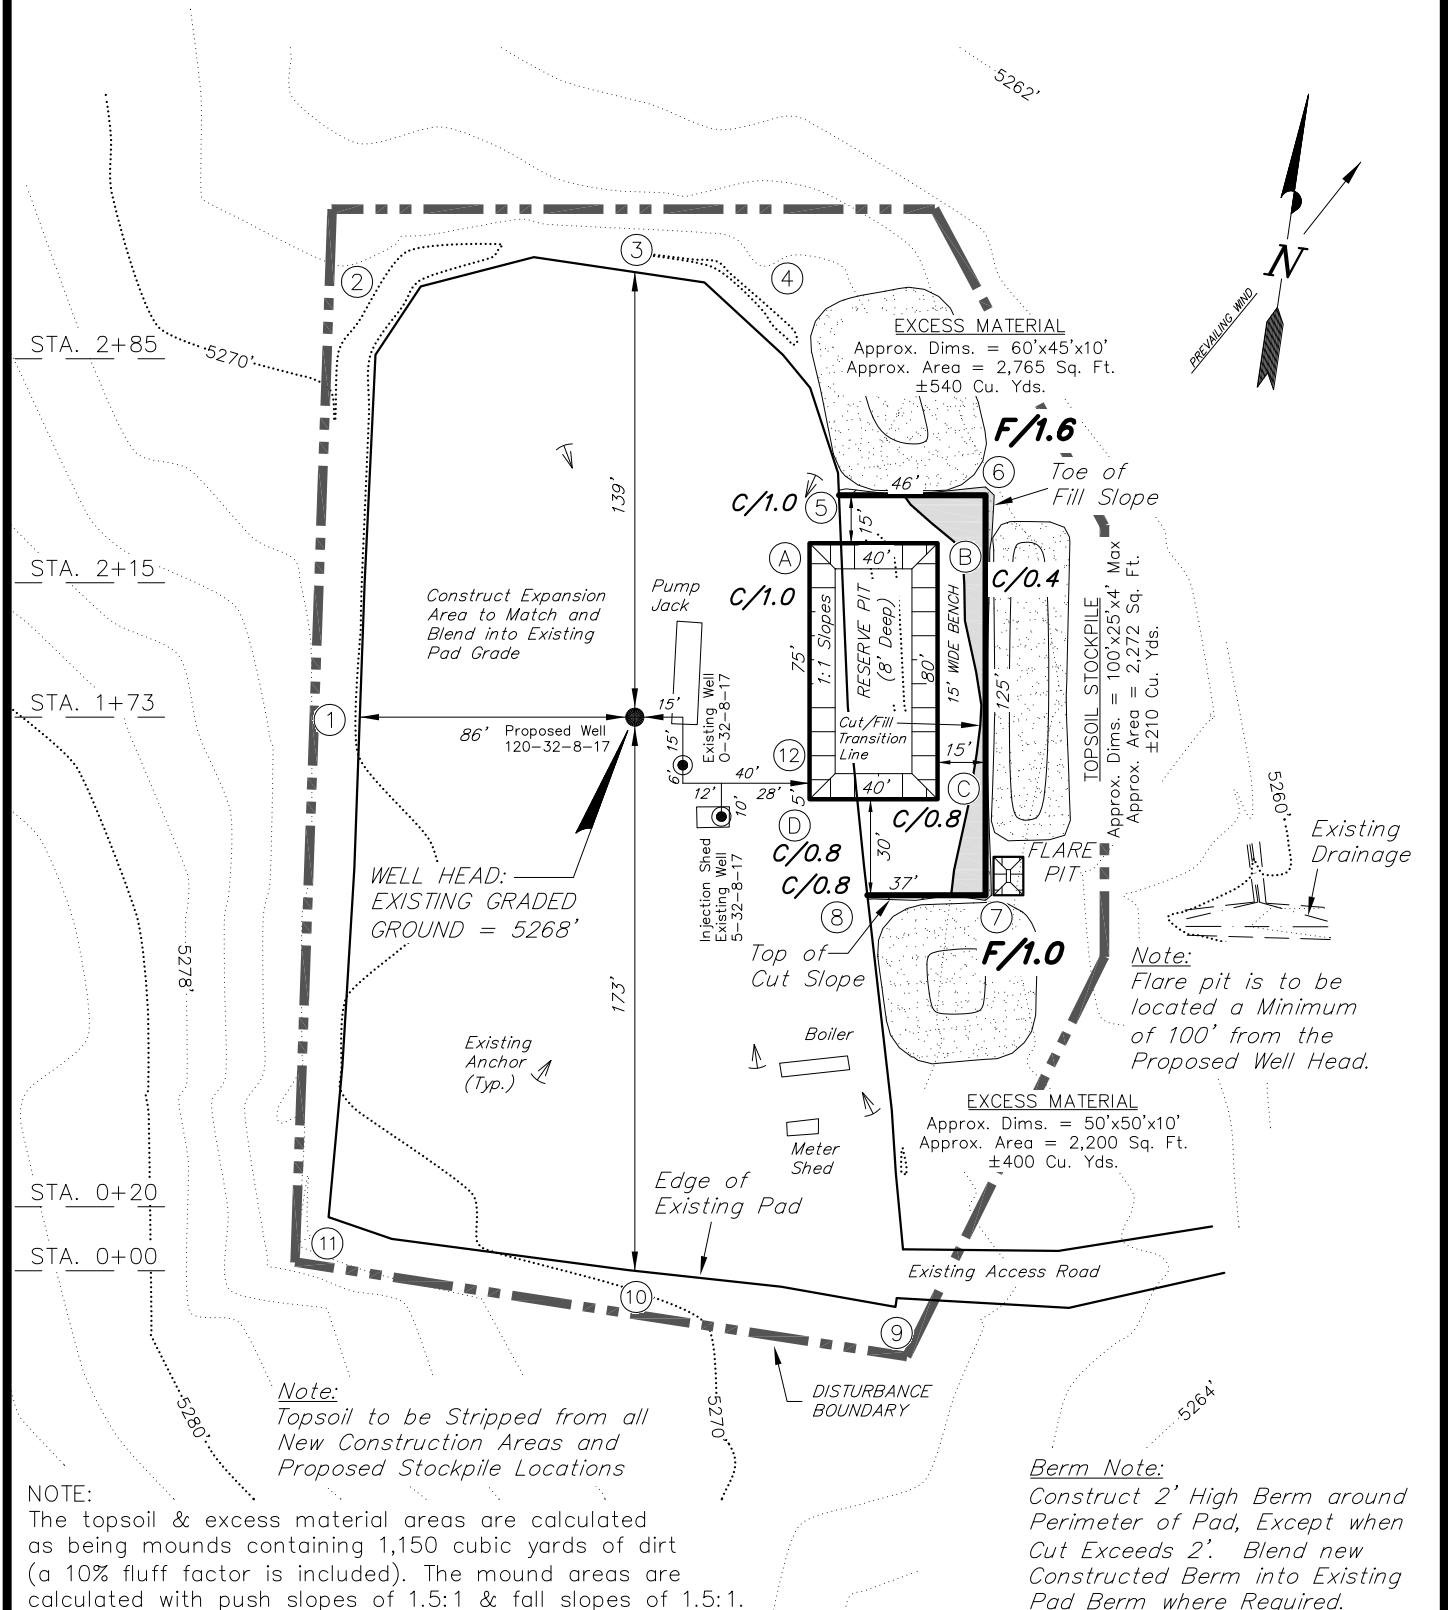 5262'
N
PREVAILING WIND
2
3
4
STA. 2+85
5270'
EXCESS MATERIAL
Approx. Dims. = 60'x45'x10'
Approx. Area = 2,765 Sq. Ft.
±540 Cu. Yds.
F/1.6
6
Toe of
Fill Slope
46'
C/1.0
5
15'
139'
A
40'
B
C/0.4
STA. 2+15
C/1.0
Construct Expansion
Area to Match and
Blend into Existing
Pad Grade
Pump
Jack
75'
1:1 Slopes
RESERVE PIT
(8' Deep)
80'
15' WIDE BENCH
125'
TOPSOIL STOCKPILE
Approx. Dims. = 100'x25'x4' Max
Approx. Area = 2,272 Sq. Ft.
±210 Cu. Yds.
STA. 1+73
1
86'
Proposed Well
120-32-8-17
15'
15'
6'
Existing Well
O-32-8-17
Cut/Fill
Transition
Line
15'
12
40'
12'
28'
10'
5'
40'
C
C/0.8
D
C/0.8
C/0.8
30'
37'
8
FLARE
PIT
7
F/1.0
5260'
Existing
Drainage
WELL HEAD:
EXISTING GRADED
GROUND = 5268'
Injection Shed
Existing Well
5-32-8-17
Top of
Cut Slope
5278'
173'
Note:
Flare pit is to be
located a Minimum
of 100' from the
Proposed Well Head.
Existing
Anchor
(Typ.)
Boiler
Meter
Shed
EXCESS MATERIAL
Approx. Dims. = 50'x50'x10'
Approx. Area = 2,200 Sq. Ft.
±400 Cu. Yds.
STA. 0+20
Edge of
Existing Pad
11
STA. 0+00
Existing Access Road
10
9
DISTURBANCE
BOUNDARY
5280'
5270'
5264'
Note:
Topsoil to be Stripped from all
New Construction Areas and
Proposed Stockpile Locations
NOTE:
The topsoil & excess material areas are calculated
as being mounds containing 1,150 cubic yards of dirt
(a 10% fluff factor is included). The mound areas are
calculated with push slopes of 1.5:1 & fall slopes of 1.5:1.
Berm Note:
Construct 2' High Berm around
Perimeter of Pad, Except when
Cut Exceeds 2'. Blend new
Constructed Berm into Existing
Pad Berm where Required.